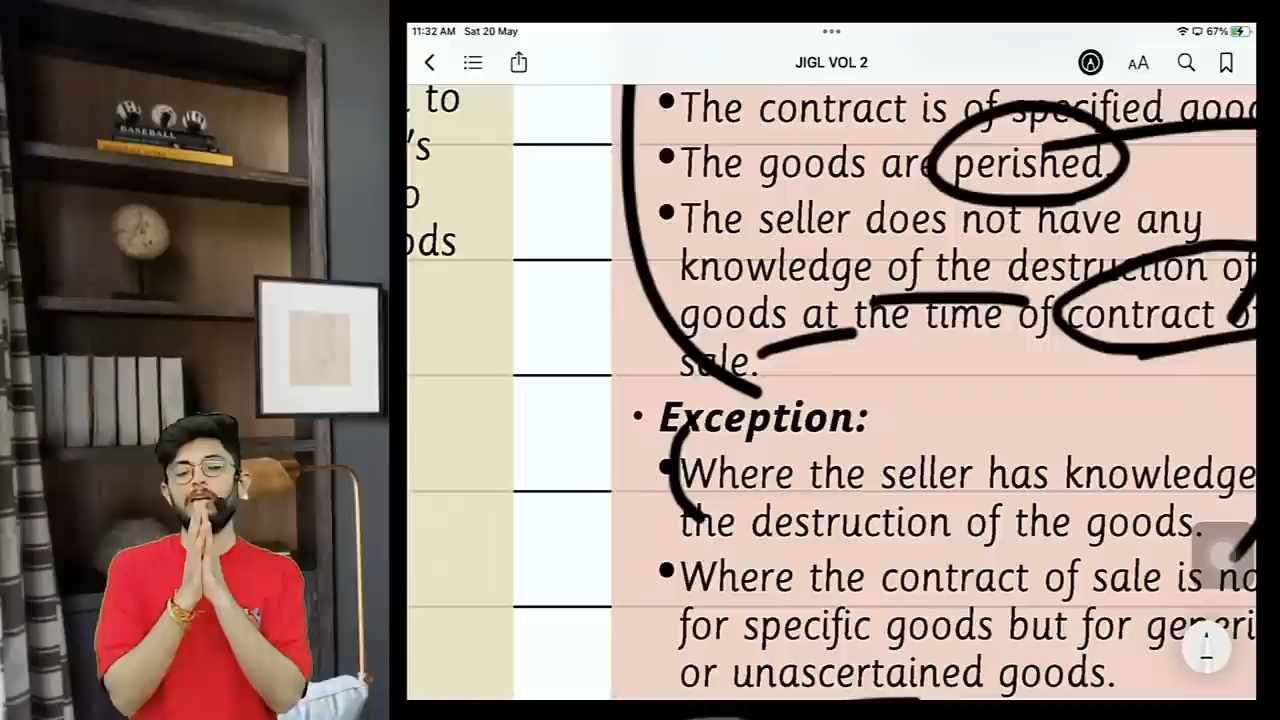 11:32 AM Sat 20 May
67%
JIGL VOL 2
AA
BASEBALL
to
's
o
ods
•The contract is of specified good
•The goods are perished.
•The seller does not have any
knowledge of the destruction of
goods at the time of contract of
sale.
• Exception:
•Where the seller has knowledge
the destruction of the goods.
•Where the contract of sale is no
for specific goods but for generi
or unascertained goods.